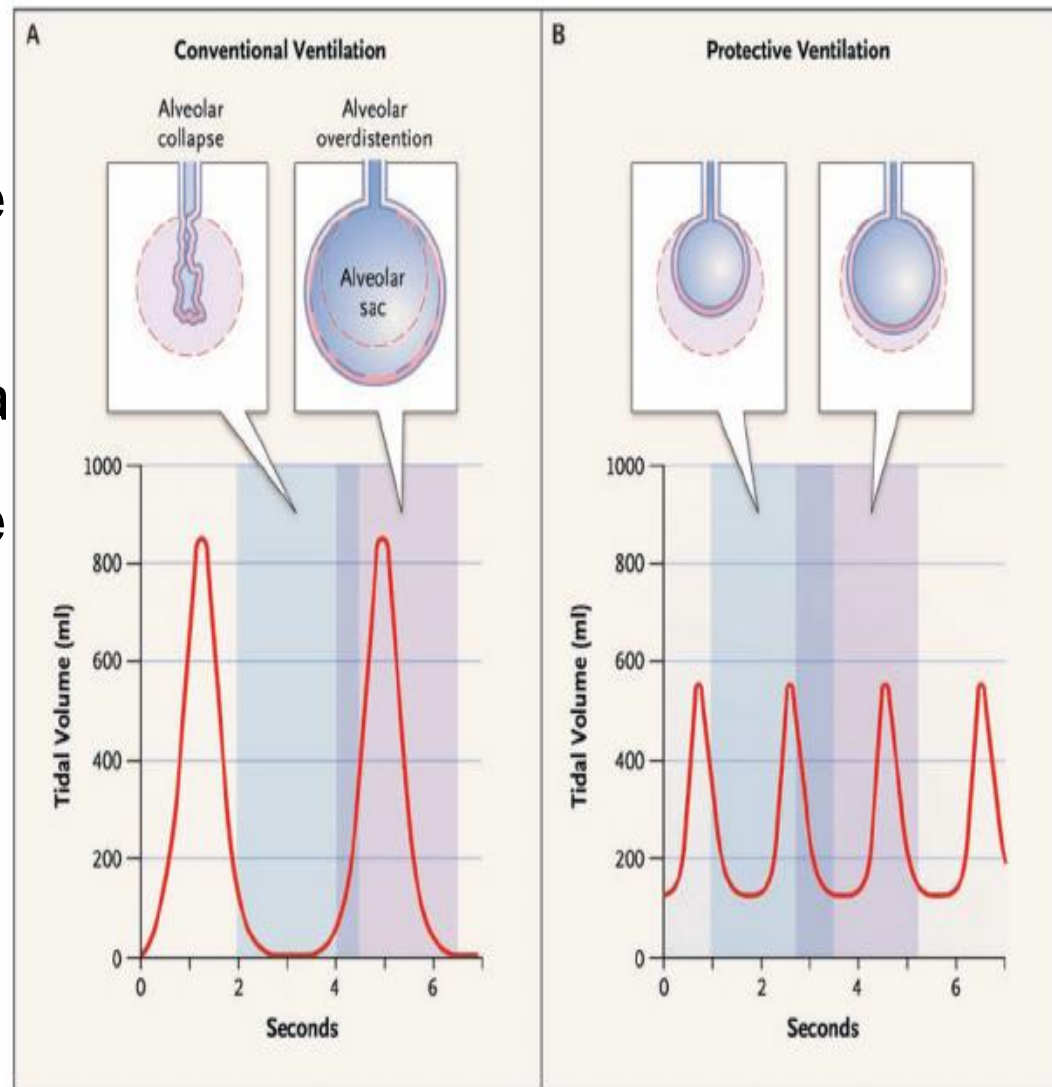 e
a
e
A
Conventional Ventilation
Alveolar
collapse
Alveolar
overdistention
Alveolar
sac
1000
800
600
400
200
0
Tidal Volume (ml)
0 2 4 6
Seconds
B
Protective Ventilation
1000
800
600
400
200
0
Tidal Volume (ml)
0 2 4 6
Seconds